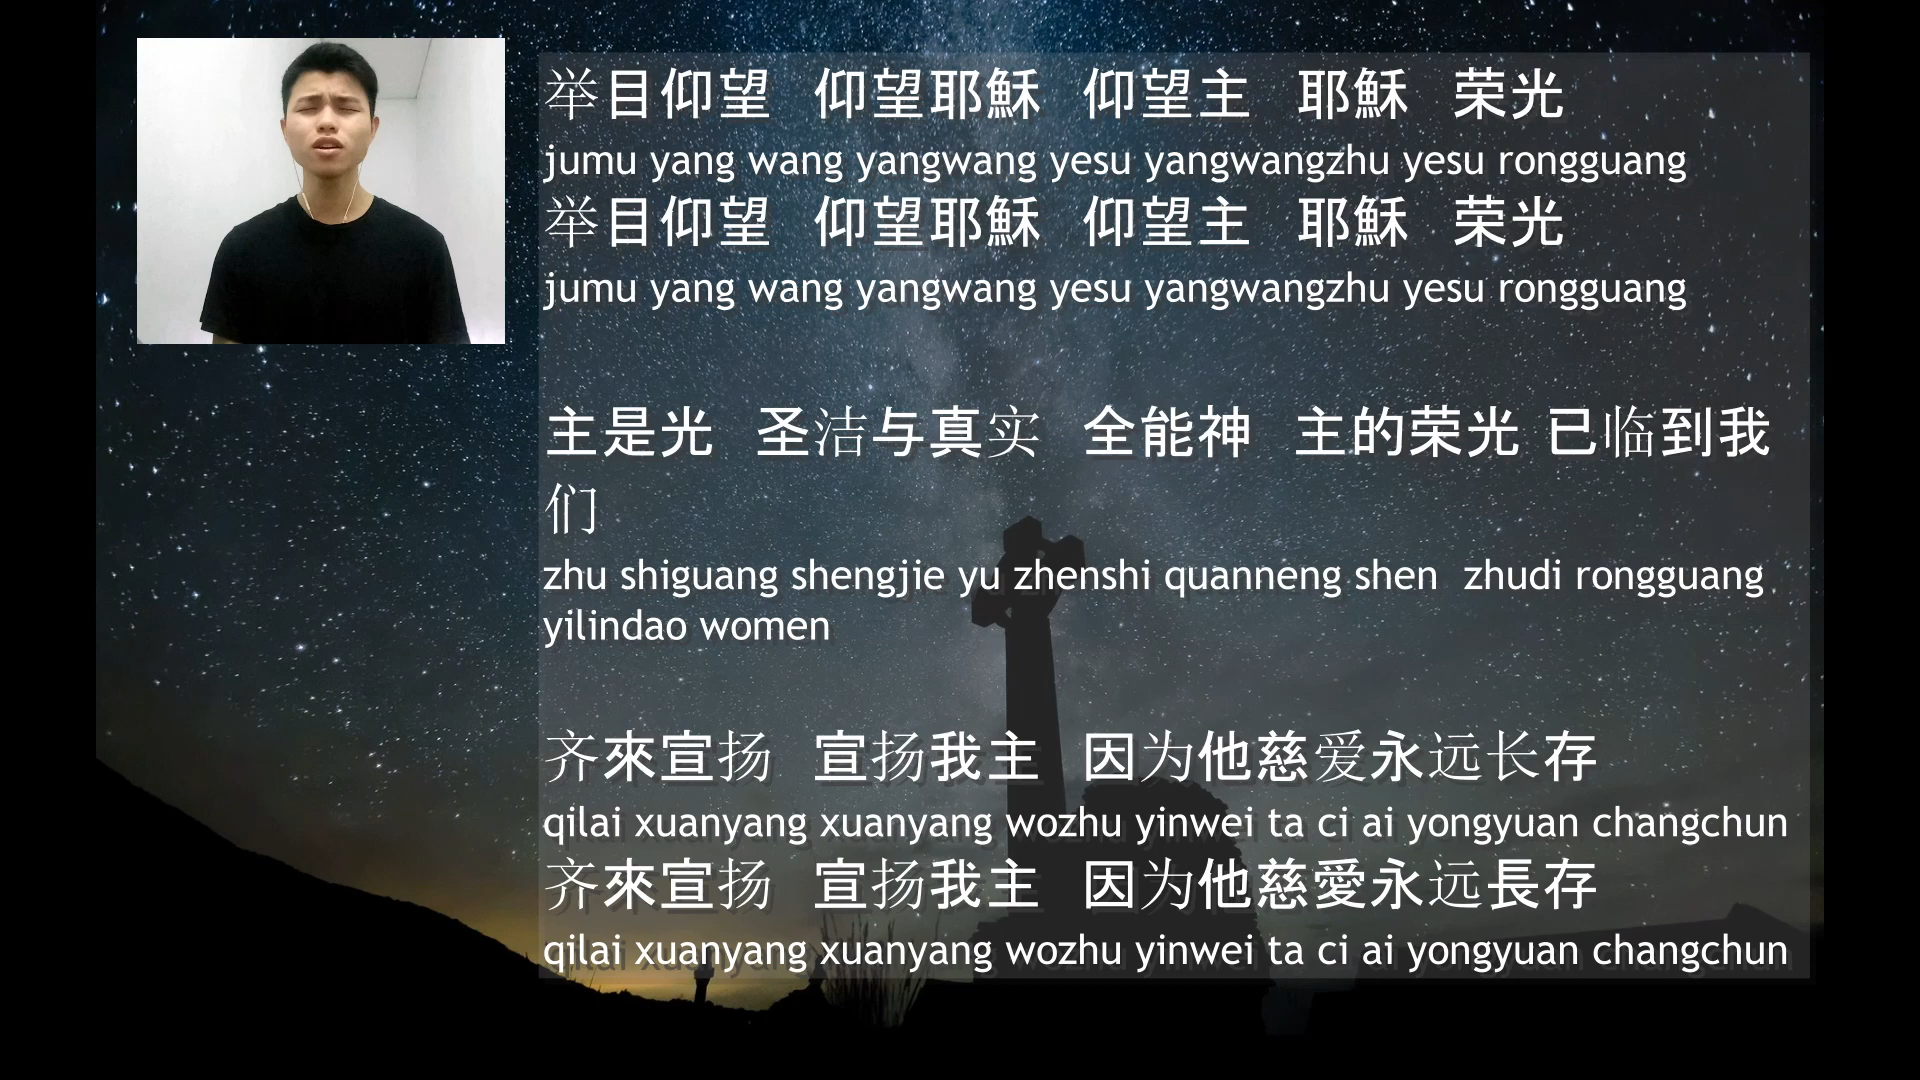 举目仰望 仰望耶穌 仰望主 耶穌 荣光
jumu yang wang yangwang yesu yangwangzhu yesu rongguang
举目仰望 仰望耶穌 仰望主 耶穌 荣光
jumu yang wang yangwang yesu yangwangzhu yesu rongguang
主是光 圣洁与真实 全能神 主的荣光 已临到我
们
zhu shiguang shengjie yu zhenshi quanneng shen zhudi rongguang
yilindao women
齐來宣扬 宣扬我主 因为他慈爱永远长存
qilai xuanyang xuanyang wozhu yinwei ta ci ai yongyuan changchun
齐來宣扬 宣扬我主 因为他慈愛永远長存
qilai xuanyang xuanyang wozhu yinwei ta ci ai yongyuan changchun